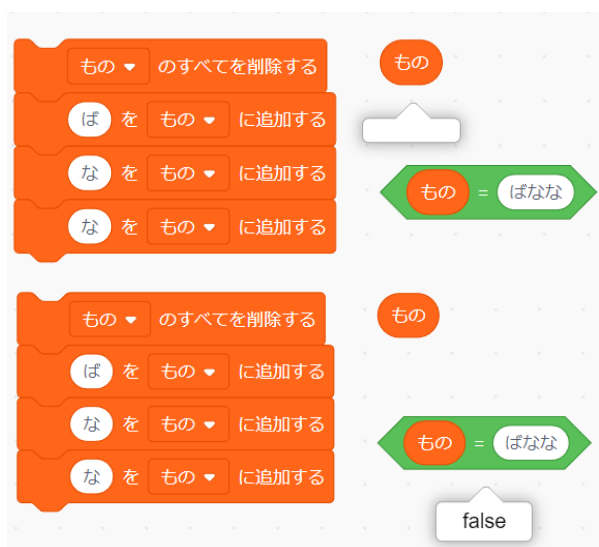 もの のすべてを削除する
もの
ば を もの に追加する
な を もの に追加する
もの = ばなな
な を もの に追加する
もの のすべてを削除する
もの
ば を もの に追加する
な を もの に追加する
もの = ばなな
な を もの に追加する
false